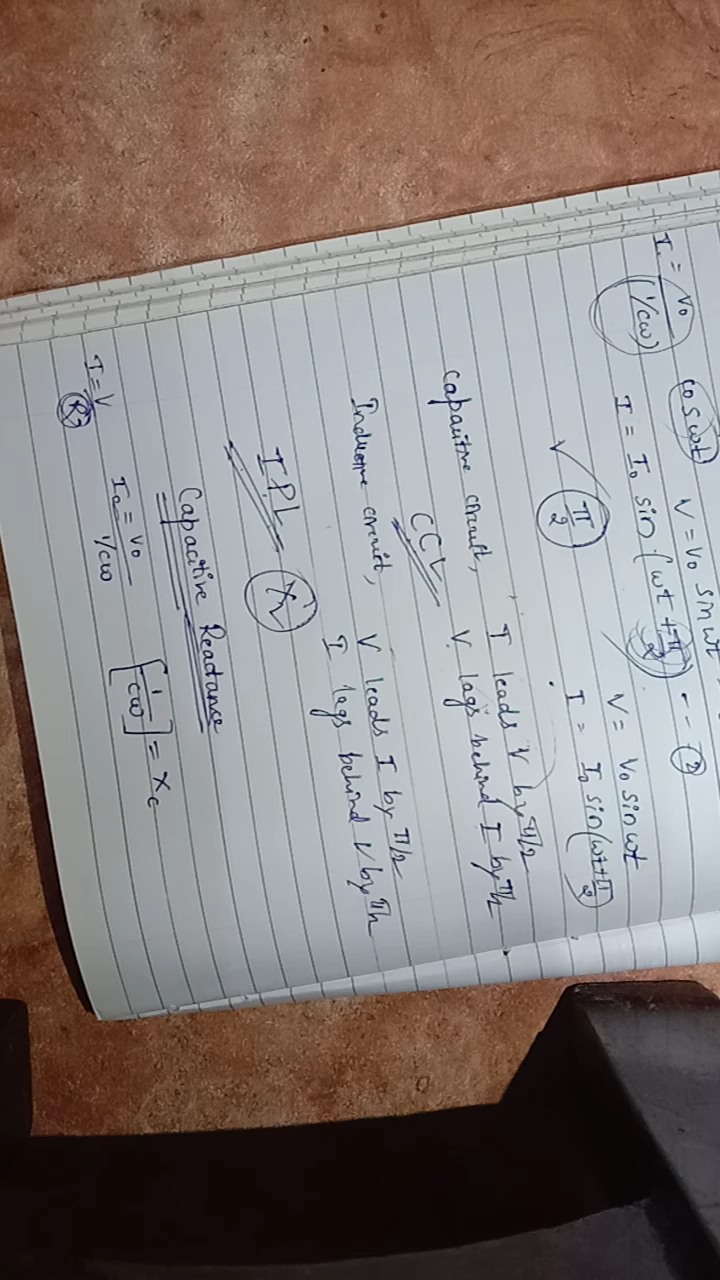 I = V₀/(1/cω) cos ωt V = V₀ sin ωt
I = I₀ sin (ωt + π/2) -- ②
V = V₀ sin ωt
✓ π/2 I = I₀ sin(ωt + π/2)
Capacitive circuit, I leads V by π/2
CCL V lags behind I by π/2
Inductive circuit, V leads I by π/2
I lags behind V by π/2
IPL
Capacitive Reactance
I = V/R I₀ = V₀/1/cω [1/cω] = Xc